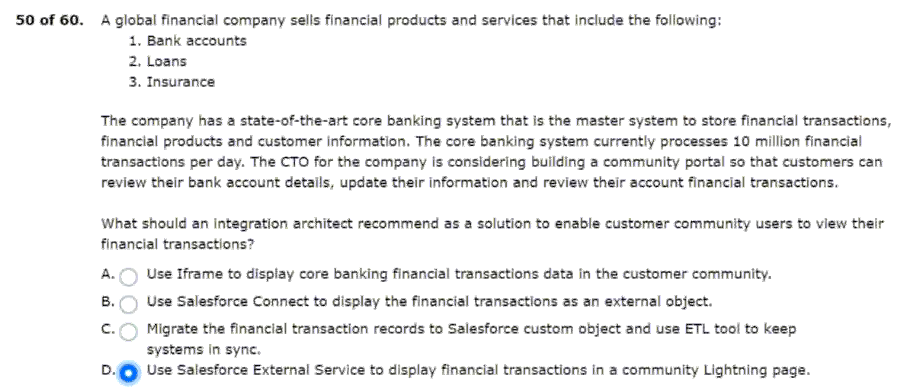 50 of 60. A global financial company sells financial products and services that include the following:
1. Bank accounts
2. Loans
3. Insurance
The company has a state-of-the-art core banking system that is the master system to store financial transactions,
financial products and customer information. The core banking system currently processes 10 million financial
transactions per day. The CTO for the company is considering building a community portal so that customers can
review their bank account details, update their information and review their account financial transactions.
What should an integration architect recommend as a solution to enable customer community users to view their
financial transactions?
A. Use Iframe to display core banking financial transactions data in the customer community.
B. Use Salesforce Connect to display the financial transactions as an external object.
C. Migrate the financial transaction records to Salesforce custom object and use ETL tool to keep
systems in sync.
D. Use Salesforce External Service to display financial transactions in a community Lightning page.